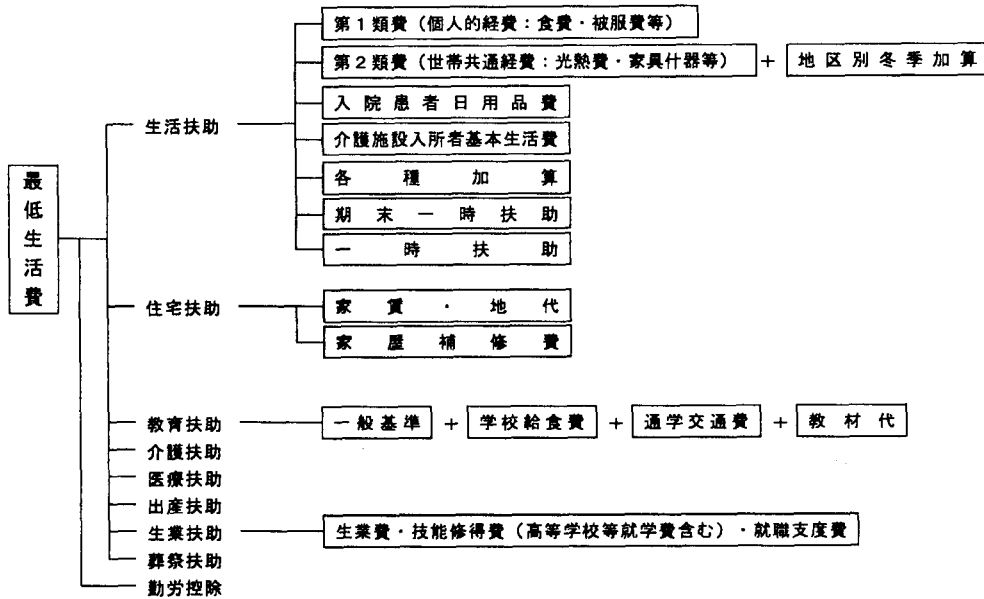 第1類費（個人的経費：食費・被服費等）
第2類費（世帯共通経費：光熱費・家具什器等） + 地区別冬季加算
入院患者日用品費
生活扶助
介護施設入所者基本生活費
各種加算
期末一時扶助
一時扶助
最低生活費
住宅扶助
家賃・地代
家屋補修費
教育扶助 一般基準 + 学校給食費 + 通学交通費 + 教材代
介護扶助
医療扶助
出産扶助
生業扶助 生業費・技能修得費（高等学校等就学費含む）・就職支度費
葬祭扶助
勤労控除